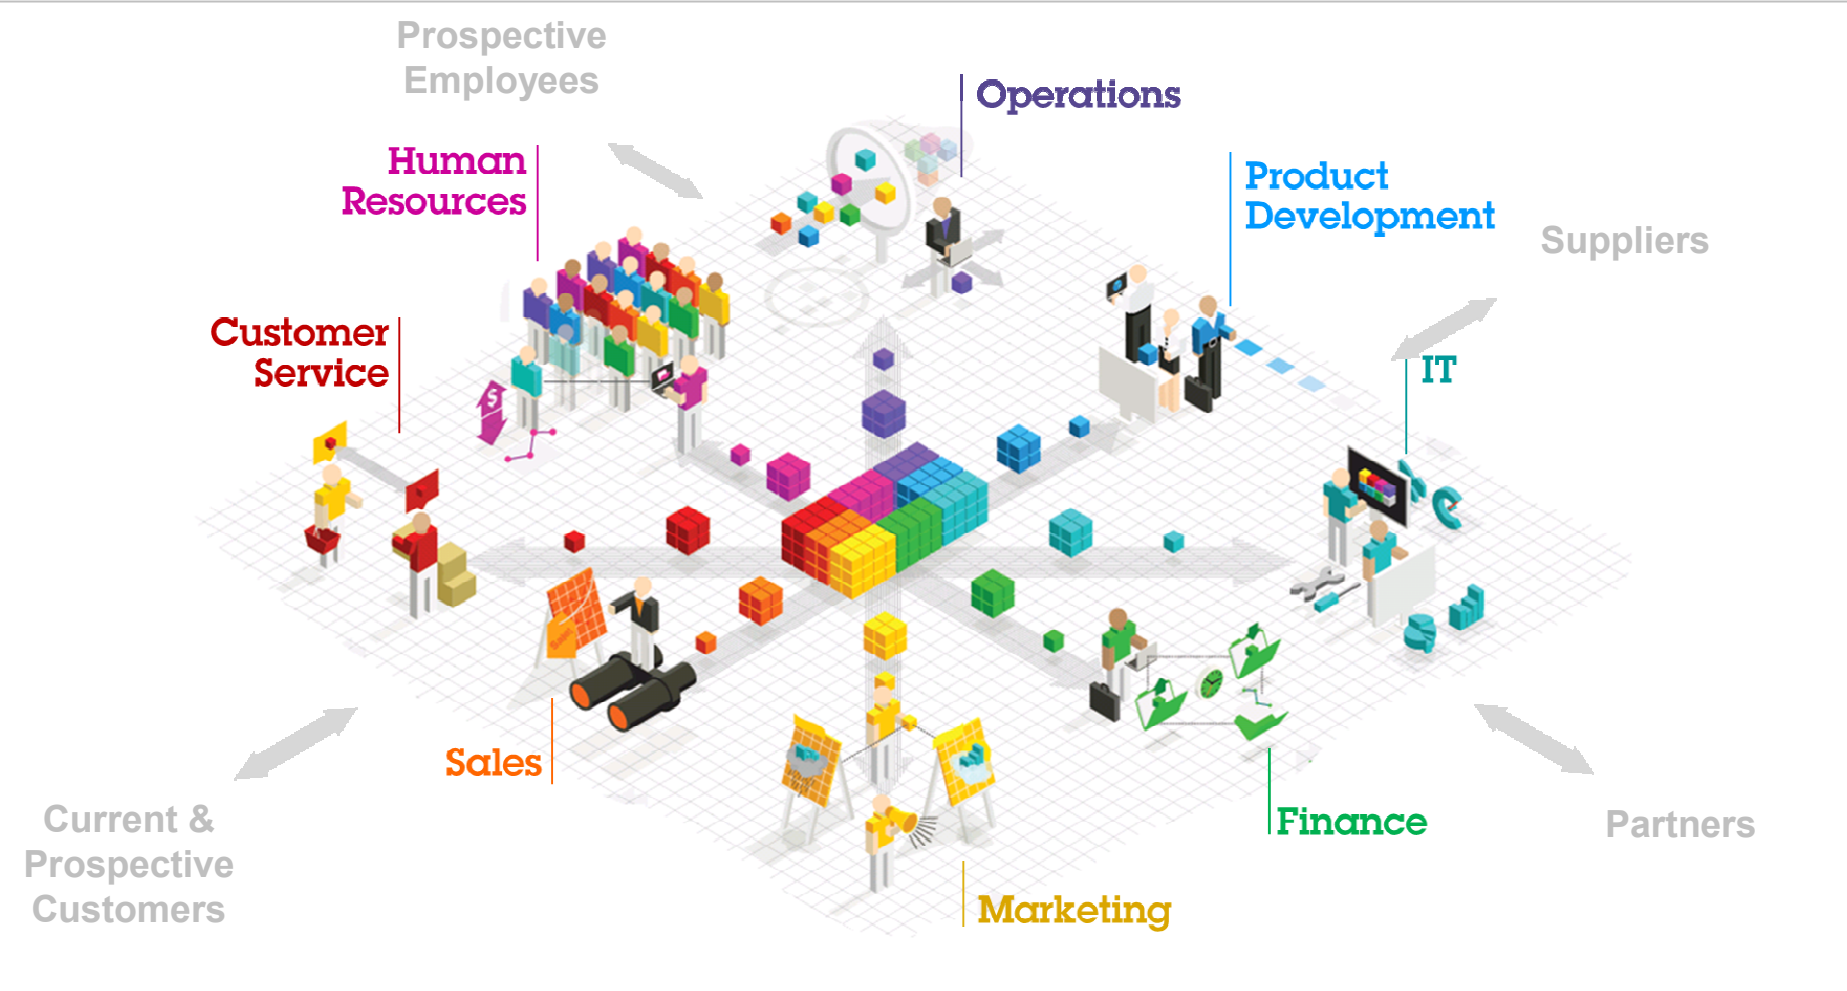 Prospective
Employees
Operations
Human
Resources
Product
Development
Suppliers
Customer
Service
IT
$
Sales
Current &
Prospective
Customers
Finance
Partners
Marketing